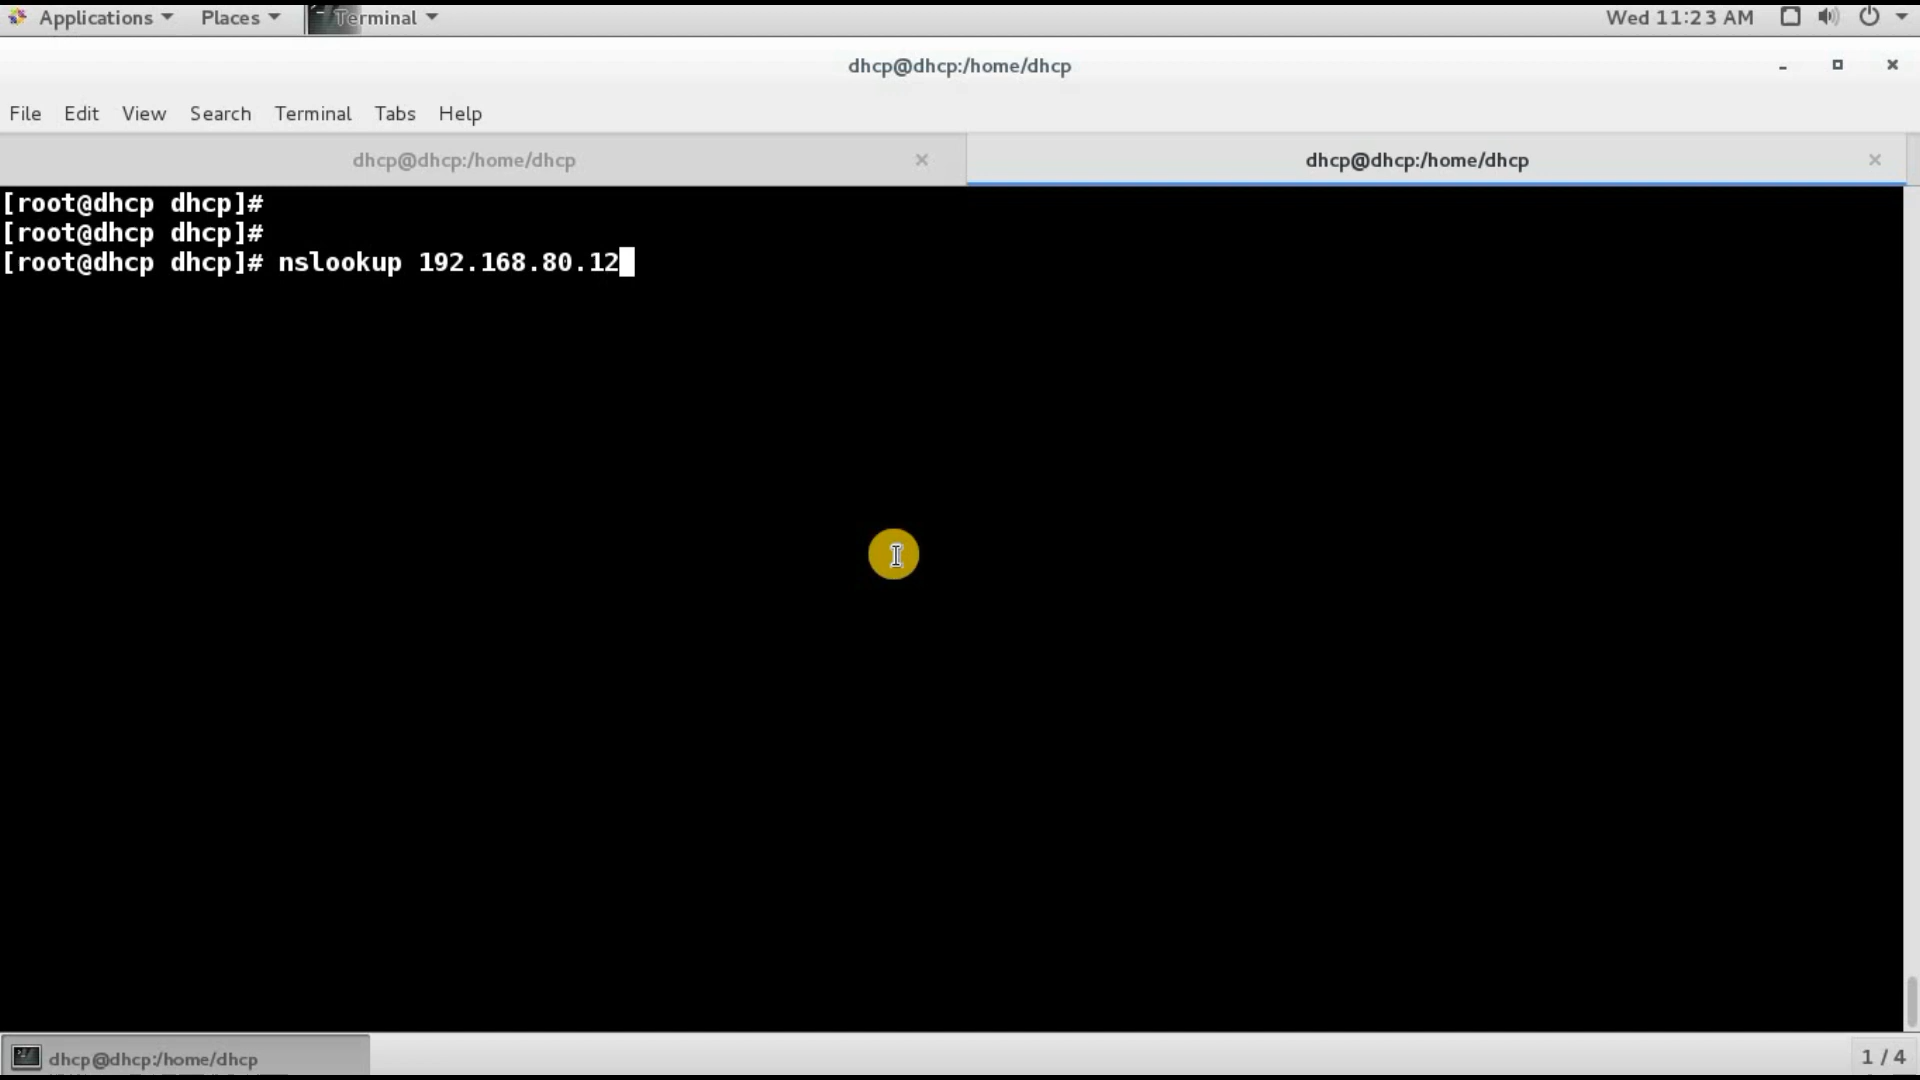 Applications Places Terminal Wed 11:23 AM
dhcp@dhcp:/home/dhcp
File Edit View Search Terminal Tabs Help
dhcp@dhcp:/home/dhcp dhcp@dhcp:/home/dhcp
[root@dhcp dhcp]#
[root@dhcp dhcp]#
[root@dhcp dhcp]# nslookup 192.168.80.12
dhcp@dhcp:/home/dhcp 1 / 4